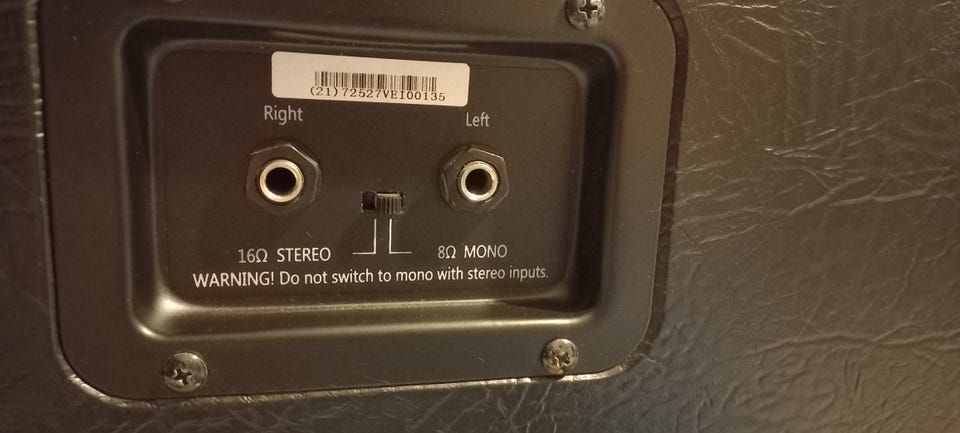 (21)72527VEI00135
Right
Left
16Ω STEREO
8Ω MONO
WARNING! Do not switch to mono with stereo inputs.